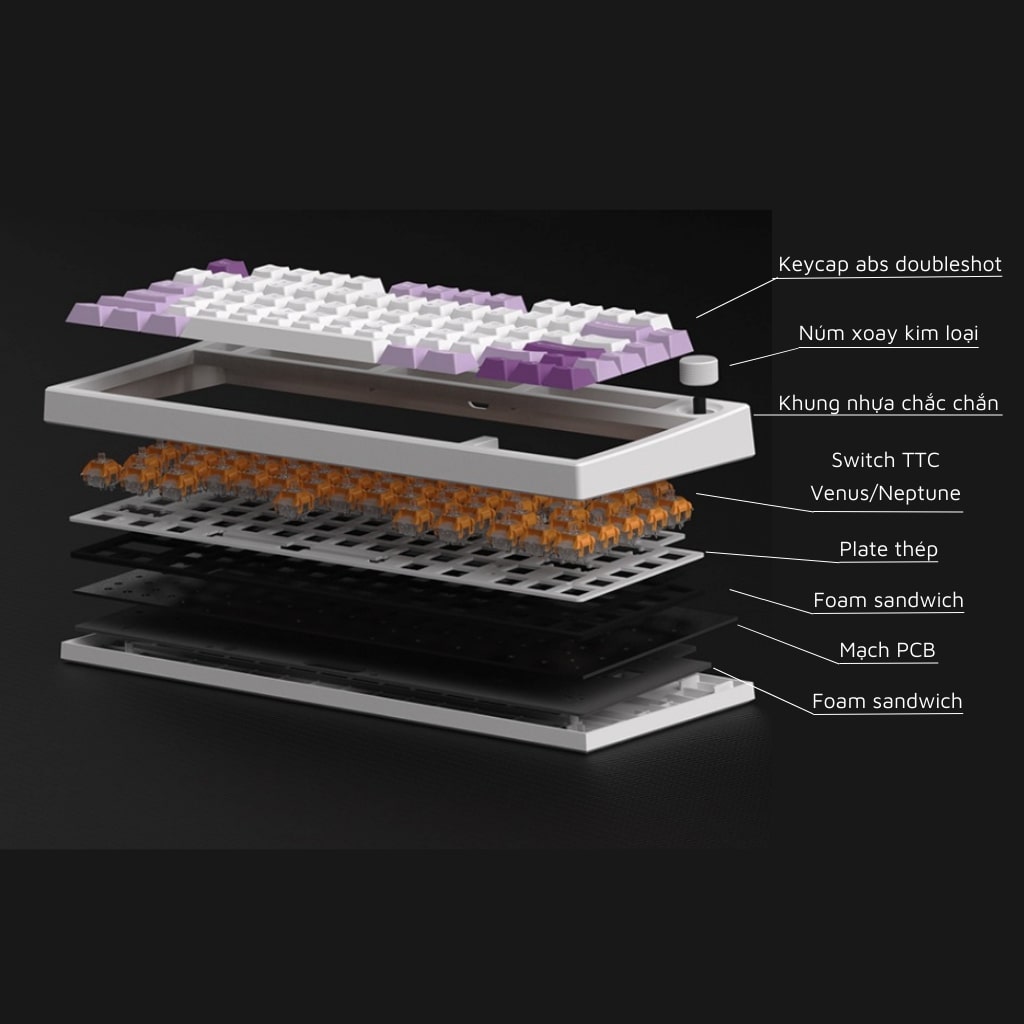 Keycap abs doubleshot
Núm xoay kim loại
Khung nhựa chắc chắn
Switch TTC
Venus/Neptune
Plate thép
Foam sandwich
Mạch PCB
Foam sandwich